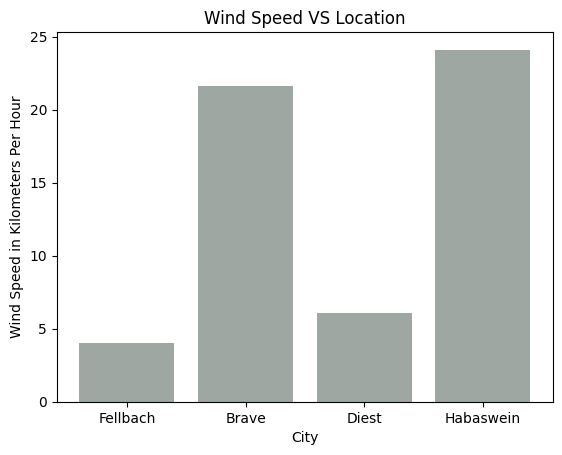 Wind Speed VS Location
Wind Speed in Kilometers Per Hour
25
20
15
10
5
0
Fellbach Brave Diest Habaswein
City